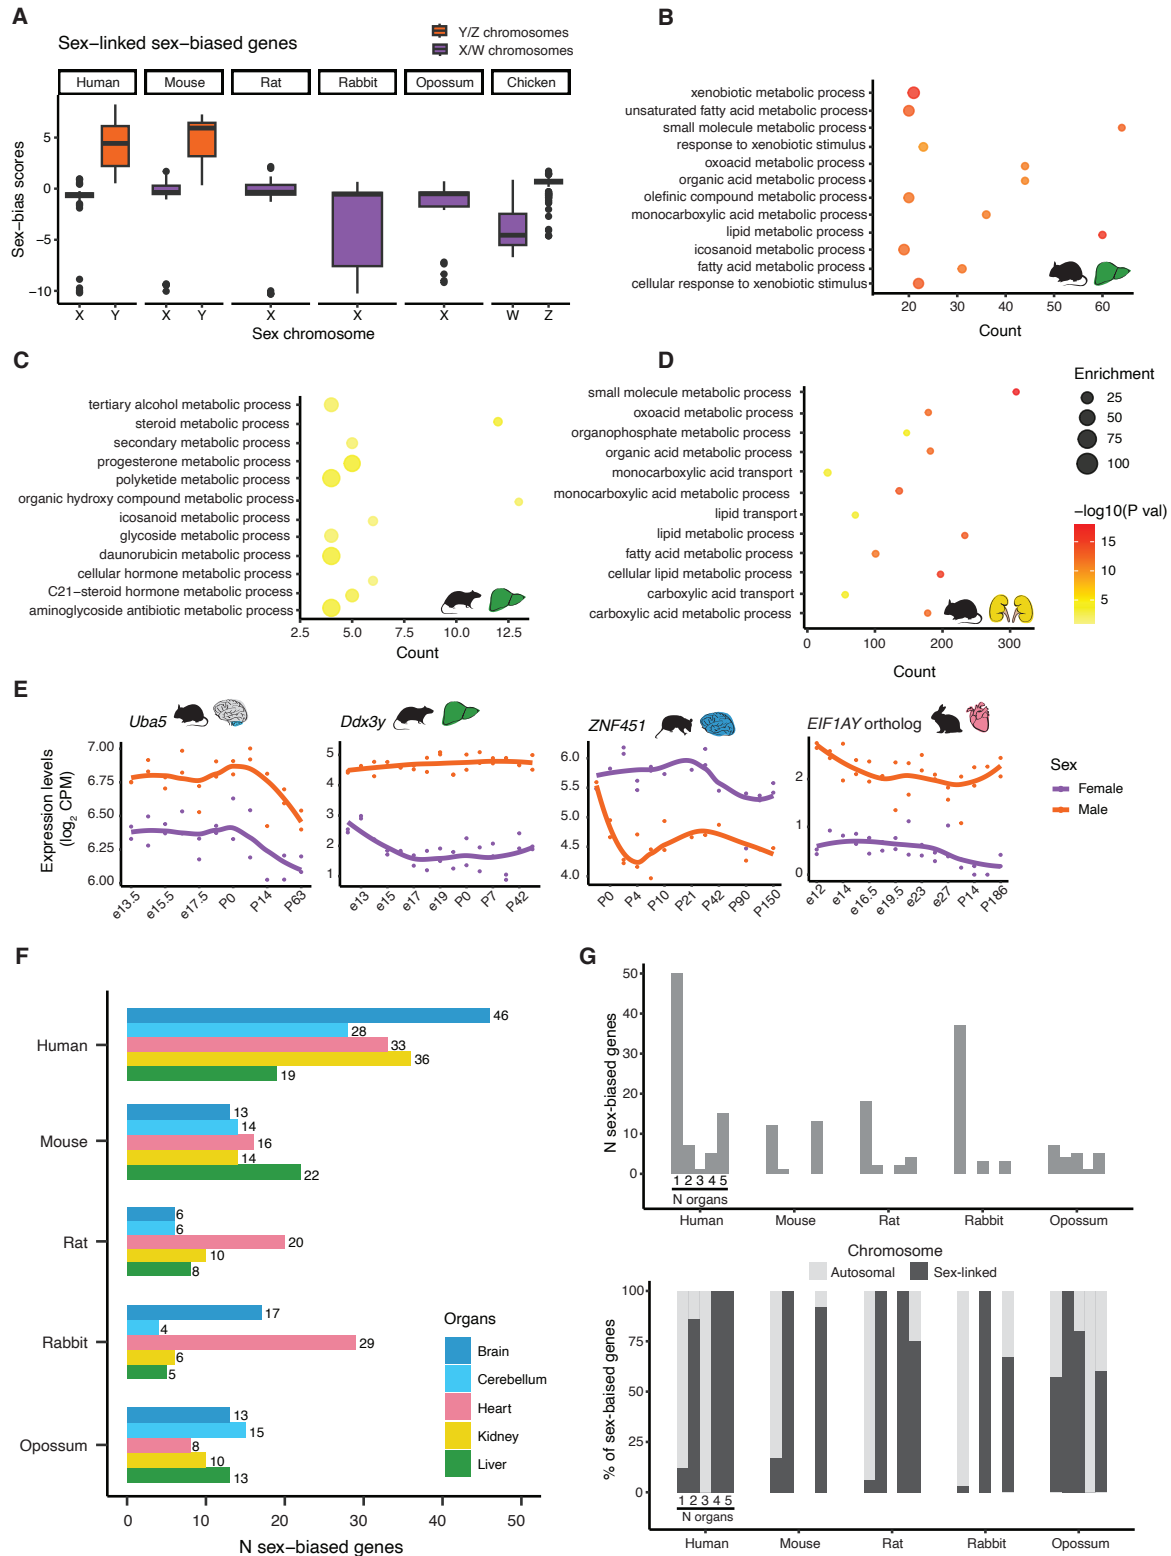 A
Sex−linked sex−biased genes
Y/Z chromosomes
X/W chromosomes
Human
Mouse
Rat
Rabbit
Opossum
Chicken
Sex−bias scores
5
0
−5
−10
X
Y
X
Y
X
X
X
W
Z
Sex chromosome
B
xenobiotic metabolic process
unsaturated fatty acid metabolic process
small molecule metabolic process
response to xenobiotic stimulus
oxoacid metabolic process
organic acid metabolic process
olefinic compound metabolic process
monocarboxylic acid metabolic process
lipid metabolic process
icosanoid metabolic process
fatty acid metabolic process
cellular response to xenobiotic stimulus
20
30
40
50
60
Count
C
tertiary alcohol metabolic process
steroid metabolic process
secondary metabolic process
progesterone metabolic process
polyketide metabolic process
organic hydroxy compound metabolic process
icosanoid metabolic process
glycoside metabolic process
daunorubicin metabolic process
cellular hormone metabolic process
C21−steroid hormone metabolic process
aminoglycoside antibiotic metabolic process
2.5
5.0
7.5
10.0
12.5
Count
D
small molecule metabolic process
oxoacid metabolic process
organophosphate metabolic process
organic acid metabolic process
monocarboxylic acid transport
monocarboxylic acid metabolic process
lipid transport
lipid metabolic process
fatty acid metabolic process
cellular lipid metabolic process
carboxylic acid transport
carboxylic acid metabolic process
0
100
200
300
Count
Enrichment
25
50
75
100
−log10(P val)
15
10
5
E
Expression levels
(log2 CPM)
Uba5
7.00
6.75
6.50
6.25
6.00
e13.5
e15.5
e17.5
P0
P14
P63
Ddx3y
5
4
3
2
1
e13
e15
e17
e19
P0
P7
P42
ZNF451
6.0
5.5
5.0
4.5
4.0
P0
P4
P10
P21
P42
P90
P150
EIF1AY ortholog
2
1
0
e12
e14
e16.5
e19.5
e23
e27
P14
P186
Sex
Female
Male
F
Human
Mouse
Rat
Rabbit
Opossum
46
28
33
36
19
13
14
16
14
22
6
6
20
10
8
17
4
29
6
5
13
15
8
10
13
Organs
Brain
Cerebellum
Heart
Kidney
Liver
0
10
20
30
40
50
N sex−biased genes
G
N sex−biased genes
50
40
30
20
10
0
1 2 3 4 5
N organs
Human
Mouse
Rat
Rabbit
Opossum
Chromosome
Autosomal
Sex−linked
% of sex−baised genes
100
75
50
25
0
1 2 3 4 5
N organs
Human
Mouse
Rat
Rabbit
Opossum